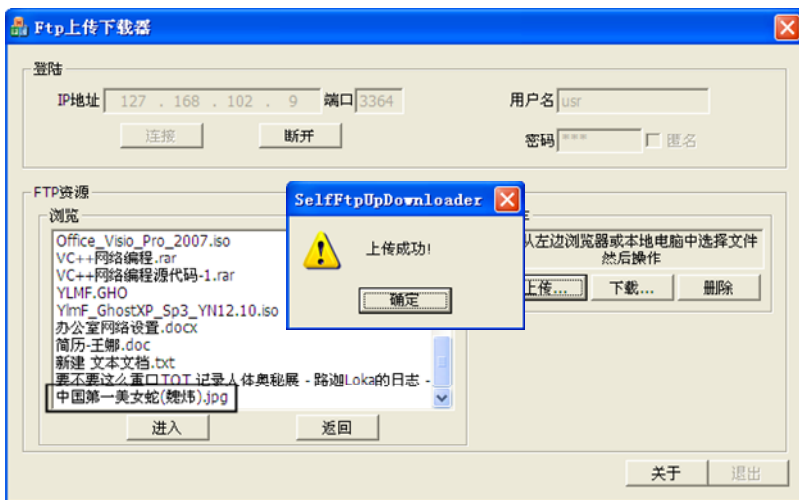 Ftp上传下载器
登陆
IP地址 127 . 168 . 102 . 9 端口 3364 用户名 usr
连接 断开 密码 *** 匿名
FTP资源
浏览
Office_Visio_Pro_2007.iso
VC++网络编程.rar
VC++网络编程源代码-1.rar
YLMF.GHO
YlmF_GhostXP_Sp3_YN12.10.iso
办公室网络设置.docx
简历-王娜.doc
新建 文本文档.txt
要不要这么重口TOT 记录人体奥秘展 - 路迦Loka的日志 -
中国第一美女蛇(魏炜).jpg
进入 返回
SelfFtpUpDownloader
上传成功!
确定
从左边浏览器或本地电脑中选择文件
然后操作
上传... 下载... 删除
关于 退出